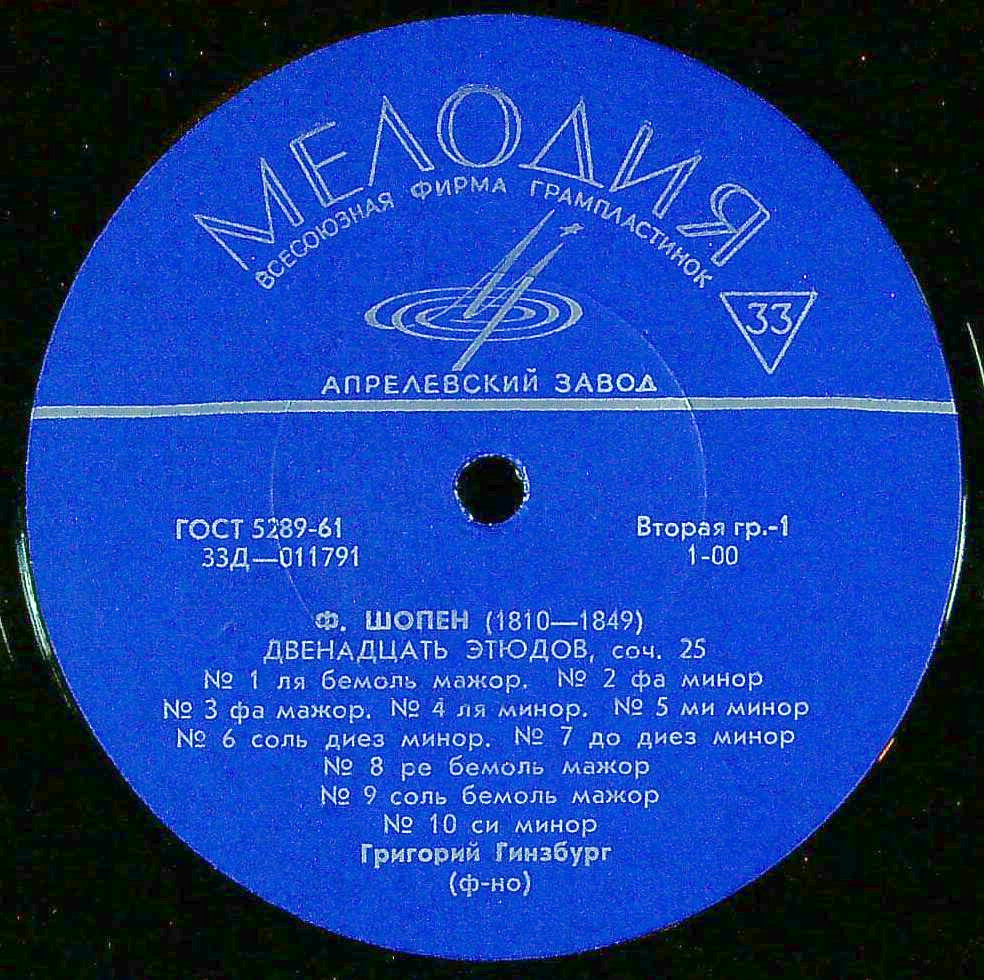 МЕЛОДИЯ
ВСЕСОЮЗНАЯ ФИРМА ГРАМПЛАСТИНОК
33
АПРЕЛЕВСКИЙ ЗАВОД
ГОСТ 5289-61
Вторая гр.-1
33Д—011791
1-00
Ф. ШОПЕН (1810—1849)
ДВЕНАДЦАТЬ ЭТЮДОВ, соч. 25
№ 1 ля бемоль мажор. № 2 фа минор
№ 3 фа мажор. № 4 ля минор. № 5 ми минор
№ 6 соль диез минор. № 7 до диез минор
№ 8 ре бемоль мажор
№ 9 соль бемоль мажор
№ 10 си минор
Григорий Гинзбург
(ф-но)